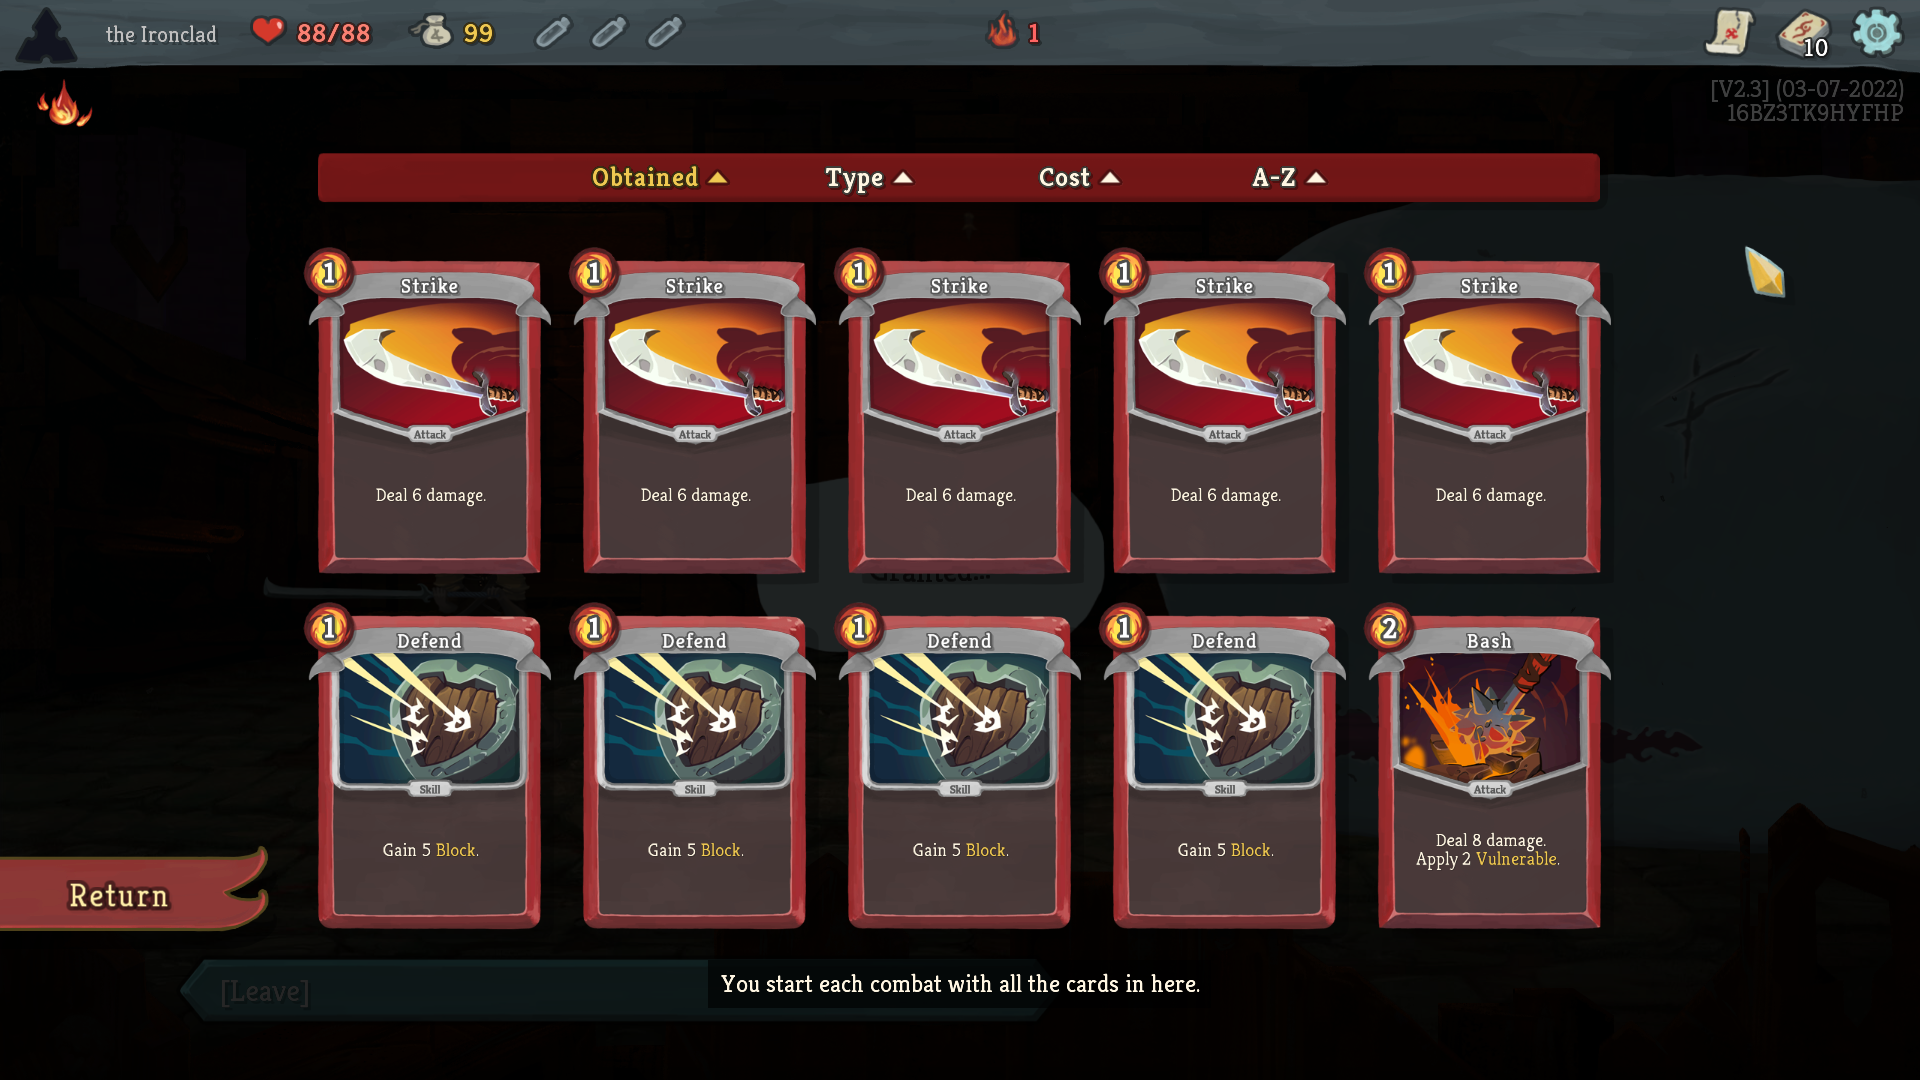 the Ironclad 88/88 99 1 10
[V2.3] (03-07-2022)
16BZ3TK9HYFHP
Obtained Type Cost A-Z
1 1 1 1 1
Strike Strike Strike Strike Strike
Attack Attack Attack Attack Attack
Deal 6 damage. Deal 6 damage. Deal 6 damage. Deal 6 damage. Deal 6 damage.
Granted...
1 1 1 1 2
Defend Defend Defend Defend Bash
Skill Skill Skill Skill Attack
Gain 5 Block. Gain 5 Block. Gain 5 Block. Gain 5 Block. Deal 8 damage.
Apply 2 Vulnerable.
Return
[Leave]
You start each combat with all the cards in here.